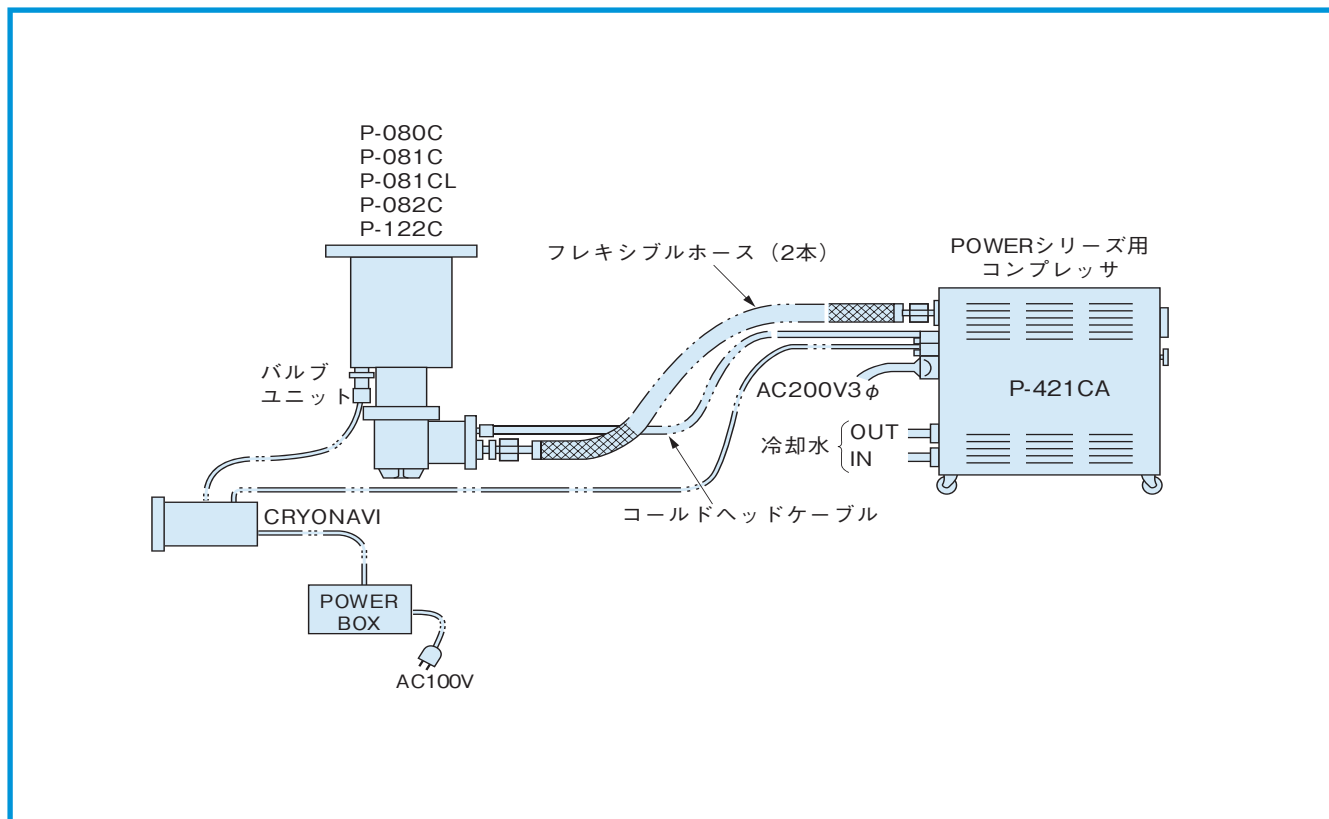 P-080C
P-081C
P-081CL
P-082C
P-122C
フレキシブルホース（2本）
POWERシリーズ用
コンプレッサ
バルブ
ユニット
AC200V3φ
P-421CA
冷却水
OUT
IN
コールドヘッドケーブル
CRYONAVI
POWER
BOX
AC100V